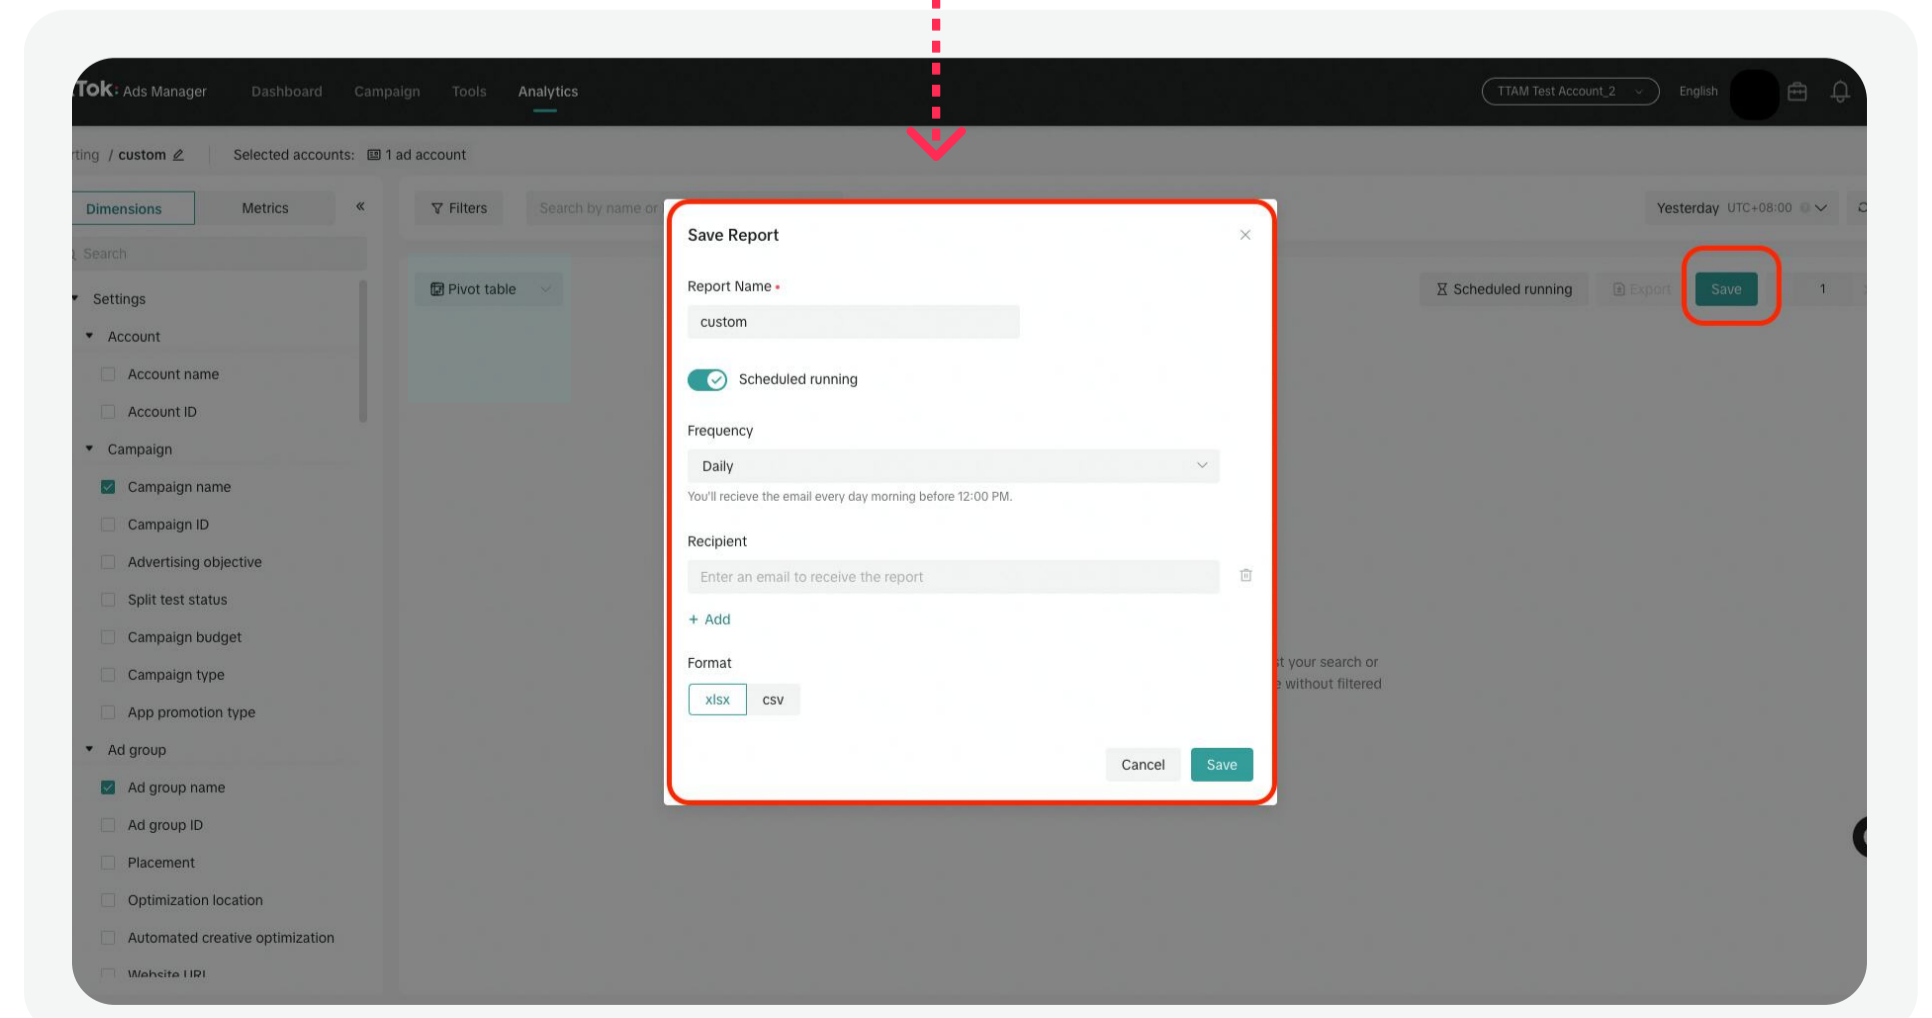 Tok: Ads Manager Dashboard Campaign Tools Analytics TTAM Test Account_2 English
rting / custom Selected accounts: 1 ad account
Dimensions Metrics « Filters Search by name or Yesterday UTC+08:00
Search
Pivot table Scheduled running Export Save 1
Settings
Account
Account name
Account ID
Campaign
Campaign name
Campaign ID
Advertising objective
Split test status
Campaign budget
Campaign type
App promotion type
Ad group
Ad group name
Ad group ID
Placement
Optimization location
Automated creative optimization
Website URL
Save Report
Report Name •
custom
Scheduled running
Frequency
Daily
You'll recieve the email every day morning before 12:00 PM.
Recipient
Enter an email to receive the report
+ Add
Format
xlsx csv
Cancel Save
st your search or
e without filtered